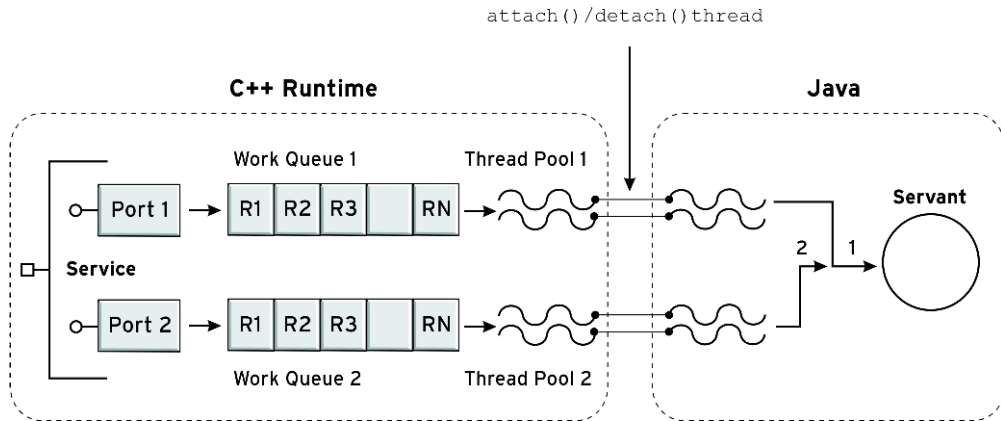 attach()/detach()thread
C++ Runtime
Java
Work Queue 1
Thread Pool 1
Port 1
R1 R2 R3 RN
Servant
Service
2 1
Port 2
R1 R2 R3 RN
Work Queue 2
Thread Pool 2